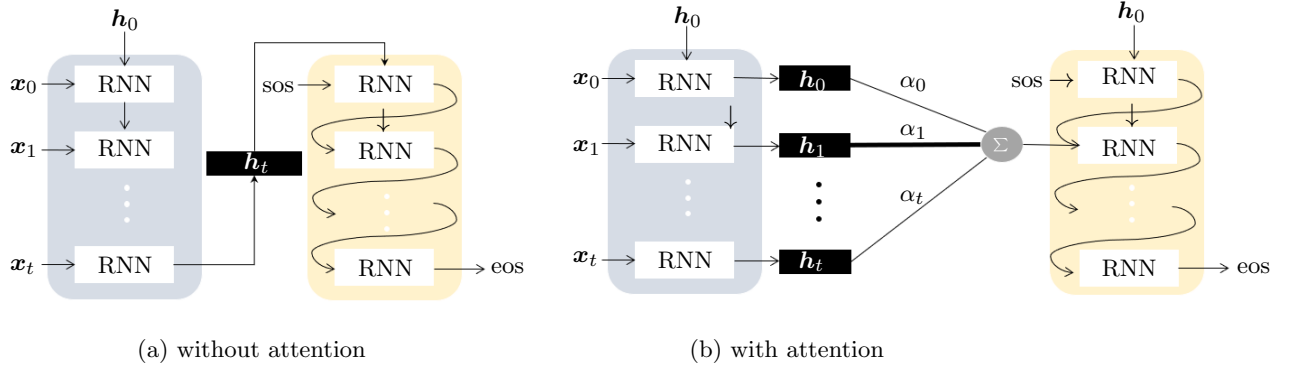 h₀
x₀ RNN
x₁ RNN
xₜ RNN
hₜ
sos RNN
RNN
RNN eos
(a) without attention
h₀
x₀ RNN h₀ α₀
x₁ RNN h₁ α₁
xₜ RNN hₜ αₜ
Σ
h₀
sos RNN
RNN
RNN eos
(b) with attention